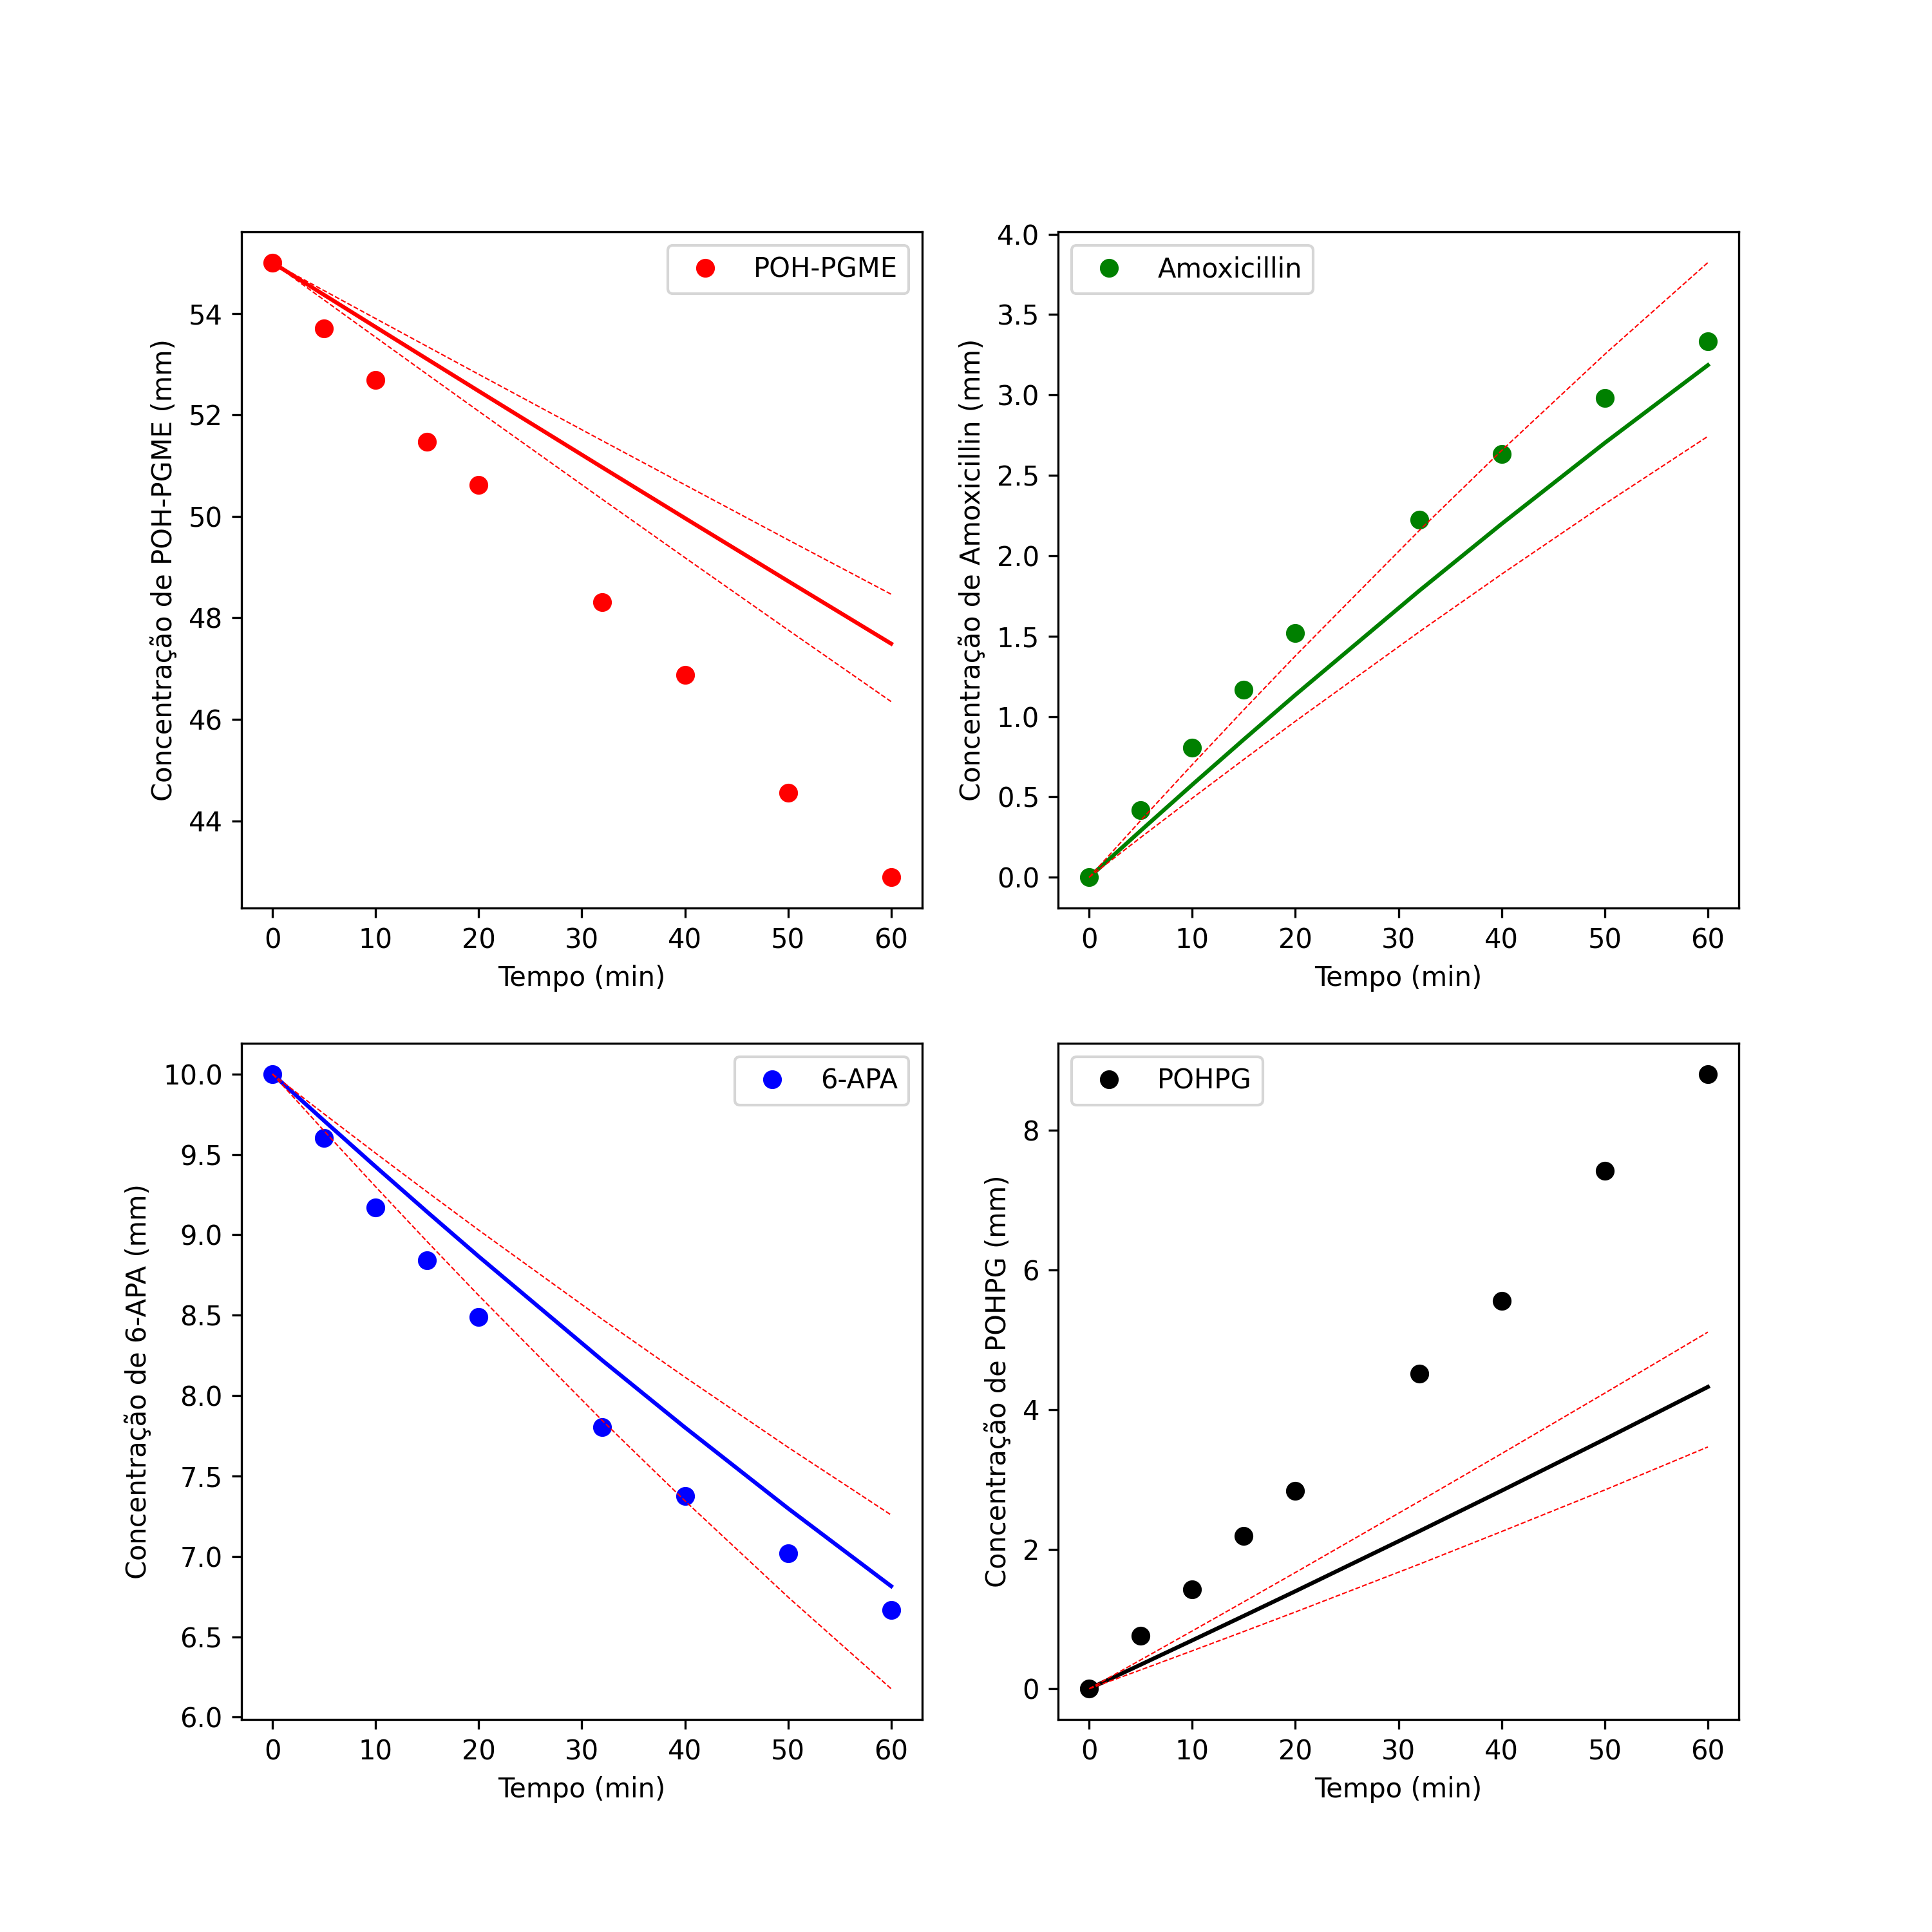 POH-PGME
Concentração de POH-PGME (mm)
54
52
50
48
46
44
0 10 20 30 40 50 60
Tempo (min)
Amoxicillin
Concentração de Amoxicillin (mm)
4.0
3.5
3.0
2.5
2.0
1.5
1.0
0.5
0.0
0 10 20 30 40 50 60
Tempo (min)
6-APA
Concentração de 6-APA (mm)
10.0
9.5
9.0
8.5
8.0
7.5
7.0
6.5
6.0
0 10 20 30 40 50 60
Tempo (min)
POHPG
Concentração de POHPG (mm)
8
6
4
2
0
0 10 20 30 40 50 60
Tempo (min)